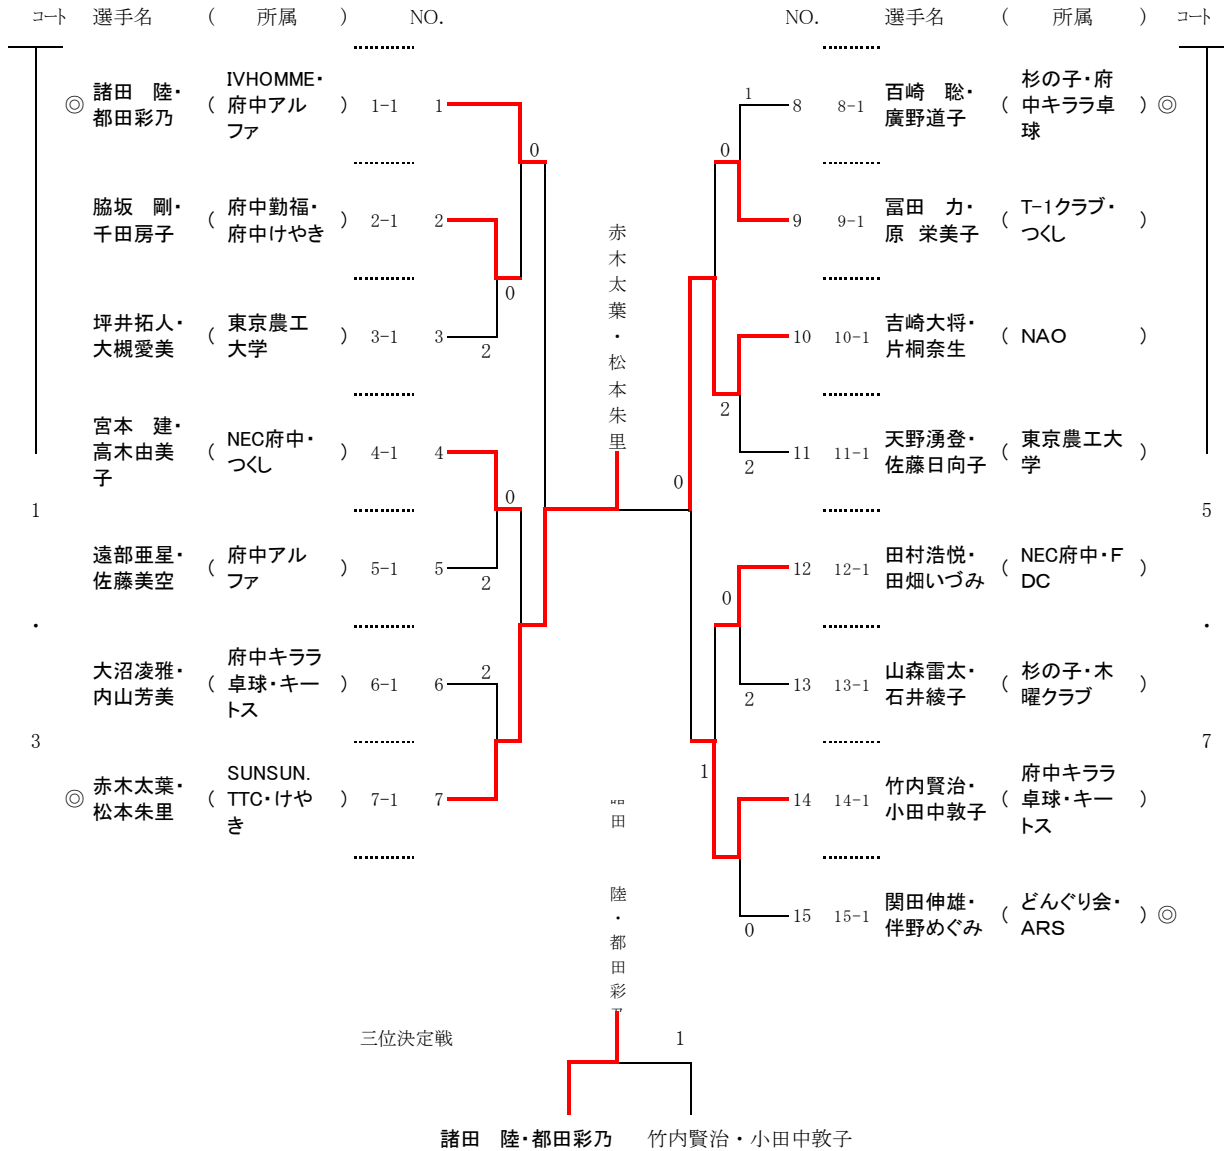 コート 選手名 ( 所属 ) NO.
NO. 選手名 ( 所属 ) コート
◎ 諸田　陸・都田彩乃 ( IVHOMME・府中アルファ ) 1-1 1
脇坂　剛・千田房子 ( 府中勤福・府中けやき ) 2-1 2
坪井拓人・大槻愛美 ( 東京農工大学 ) 3-1 3
宮本　建・高木由美子 ( NEC府中・つくし ) 4-1 4
遠部亜星・佐藤美空 ( 府中アルファ ) 5-1 5
大沼凌雅・内山芳美 ( 府中キララ卓球・キートス ) 6-1 6
◎ 赤木太葉・松本朱里 ( SUNSUN.TTC・けやき ) 7-1 7
1
・
3
0
0
2
0
2
2
赤木太葉・松本朱里
8 8-1 百崎　聡・廣野道子 ( 杉の子・府中キララ卓球 ) ◎
9 9-1 冨田　力・原　栄美子 ( T-1クラブ・つくし )
10 10-1 吉崎大将・片桐奈生 ( NAO )
11 11-1 天野湧登・佐藤日向子 ( 東京農工大学 )
12 12-1 田村浩悦・田畑いづみ ( NEC府中・FDC )
13 13-1 山森雷太・石井綾子 ( 杉の子・木曜クラブ )
14 14-1 竹内賢治・小田中敦子 ( 府中キララ卓球・キートス )
15 15-1 関田伸雄・伴野めぐみ ( どんぐり会・ARS ) ◎
5
・
7
1
0
2
2
0
0
2
1
0
田　陸・都田彩
三位決定戦
1
諸田　陸・都田彩乃 竹内賢治・小田中敦子